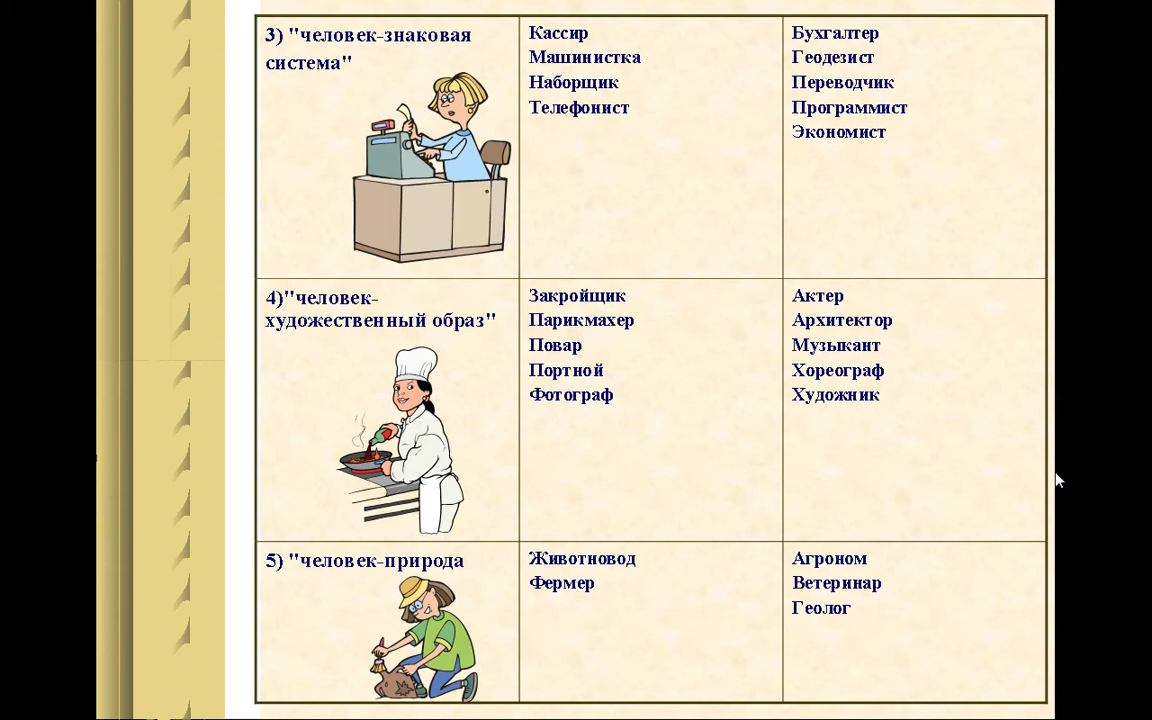 3) "человек-знаковая
система"
Кассир
Машинистка
Наборщик
Телефонист
Бухгалтер
Геодезист
Переводчик
Программист
Экономист
4)"человек-
художественный образ"
Закройщик
Парикмахер
Повар
Портной
Фотограф
Актер
Архитектор
Музыкант
Хореограф
Художник
5) "человек-природа
Животновод
Фермер
Агроном
Ветеринар
Геолог